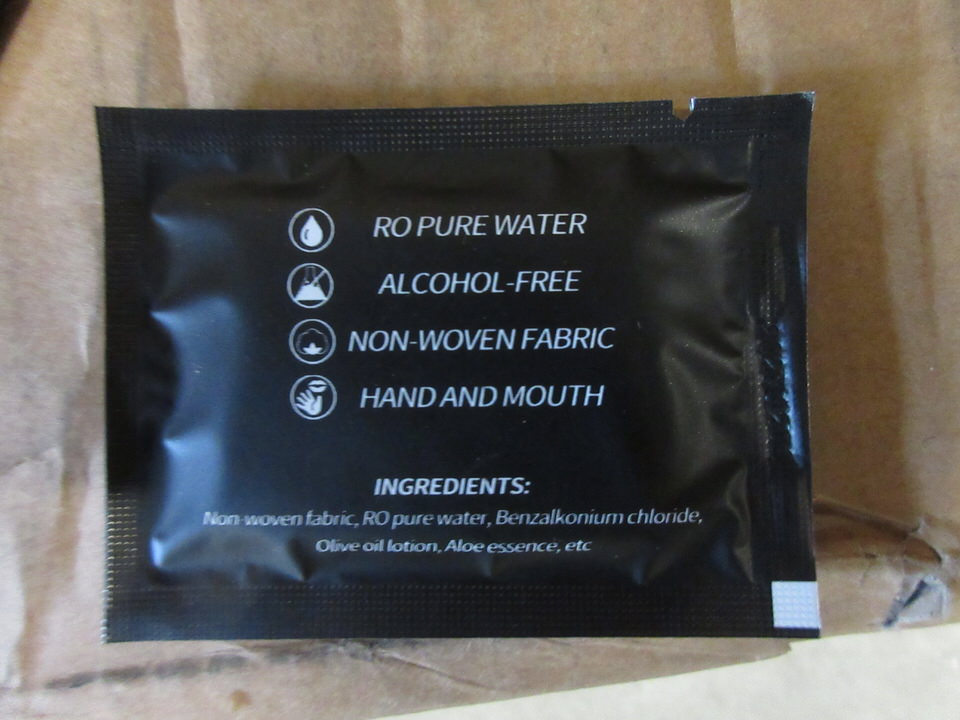 RO PURE WATER
ALCOHOL-FREE
NON-WOVEN FABRIC
HAND AND MOUTH
INGREDIENTS:
Non-woven fabric, RO pure water, Benzalkonium chloride,
Olive oil lotion, Aloe essence, etc